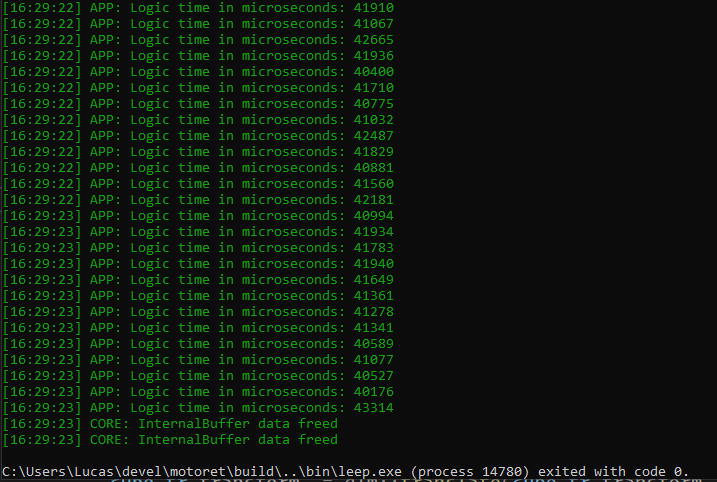 [16:29:22] APP: Logic time in microseconds: 41910
[16:29:22] APP: Logic time in microseconds: 41067
[16:29:22] APP: Logic time in microseconds: 42665
[16:29:22] APP: Logic time in microseconds: 41936
[16:29:22] APP: Logic time in microseconds: 40400
[16:29:22] APP: Logic time in microseconds: 41710
[16:29:22] APP: Logic time in microseconds: 40775
[16:29:22] APP: Logic time in microseconds: 41032
[16:29:22] APP: Logic time in microseconds: 42487
[16:29:22] APP: Logic time in microseconds: 41829
[16:29:22] APP: Logic time in microseconds: 40881
[16:29:22] APP: Logic time in microseconds: 41560
[16:29:22] APP: Logic time in microseconds: 42181
[16:29:23] APP: Logic time in microseconds: 40994
[16:29:23] APP: Logic time in microseconds: 41934
[16:29:23] APP: Logic time in microseconds: 41783
[16:29:23] APP: Logic time in microseconds: 41940
[16:29:23] APP: Logic time in microseconds: 41649
[16:29:23] APP: Logic time in microseconds: 41361
[16:29:23] APP: Logic time in microseconds: 41278
[16:29:23] APP: Logic time in microseconds: 41341
[16:29:23] APP: Logic time in microseconds: 40589
[16:29:23] APP: Logic time in microseconds: 41077
[16:29:23] APP: Logic time in microseconds: 40527
[16:29:23] APP: Logic time in microseconds: 40176
[16:29:23] APP: Logic time in microseconds: 43314
[16:29:23] CORE: InternalBuffer data freed
[16:29:23] CORE: InternalBuffer data freed
C:\Users\Lucas\devel\motoret\build\..\bin\leep.exe (process 14780) exited with code 0.